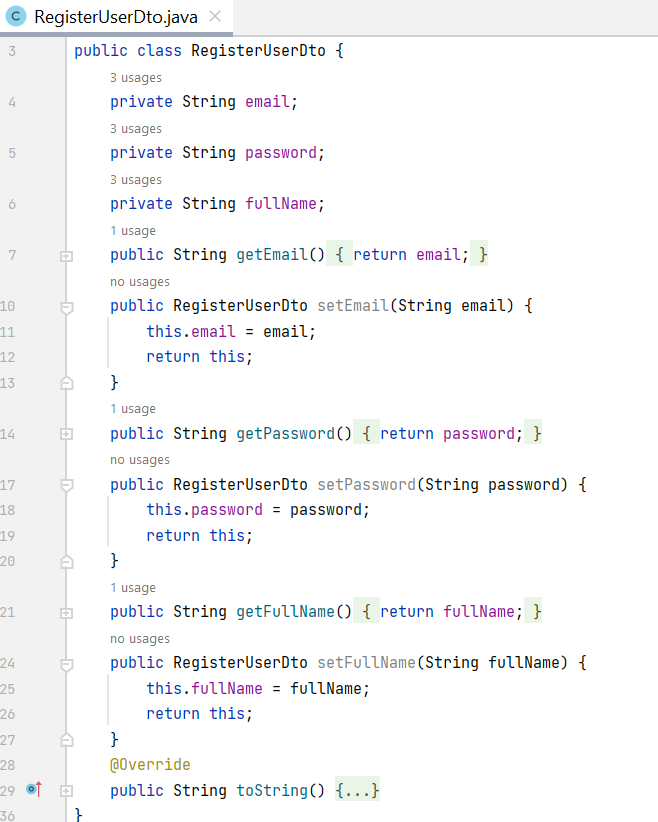 RegisterUserDto.java
3 public class RegisterUserDto {
3 usages
4 private String email;
3 usages
5 private String password;
3 usages
6 private String fullName;
1 usage
7 public String getEmail() { return email; }
no usages
10 public RegisterUserDto setEmail(String email) {
11 this.email = email;
12 return this;
13 }
1 usage
14 public String getPassword() { return password; }
no usages
17 public RegisterUserDto setPassword(String password) {
18 this.password = password;
19 return this;
20 }
1 usage
21 public String getFullName() { return fullName; }
no usages
24 public RegisterUserDto setFullName(String fullName) {
25 this.fullName = fullName;
26 return this;
27 }
28 @Override
29 public String toString() {...}
36 }